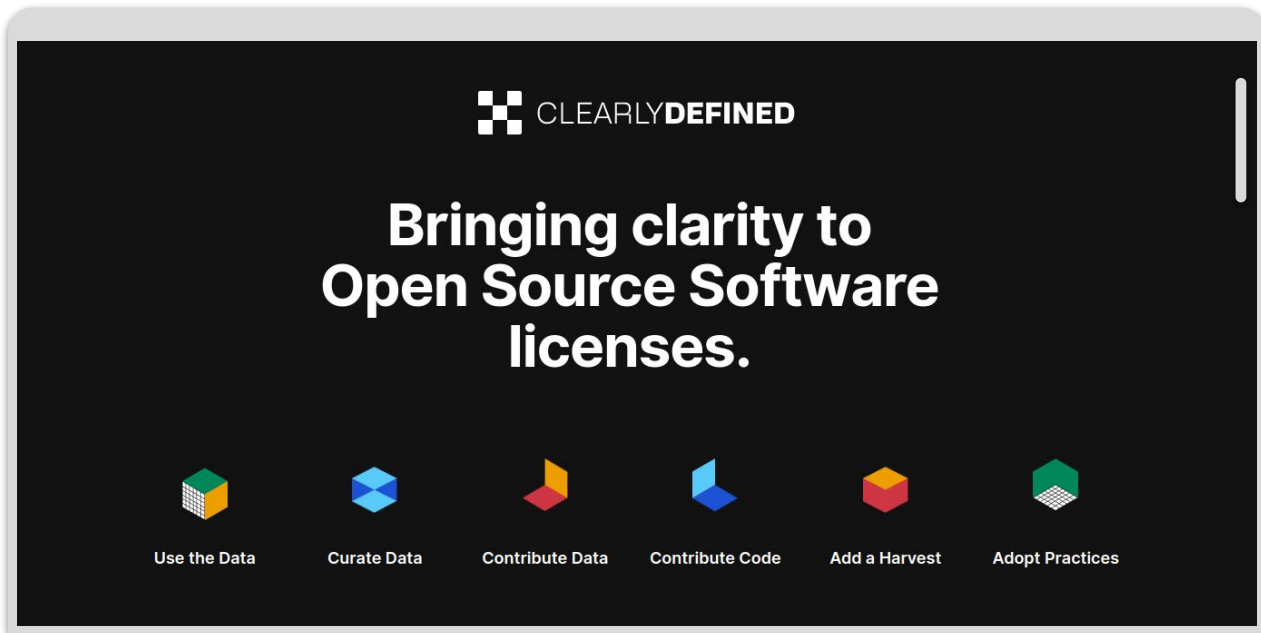 CLEARLYDEFINED
Bringing clarity to
Open Source Software
licenses.
Use the Data
Curate Data
Contribute Data
Contribute Code
Add a Harvest
Adopt Practices